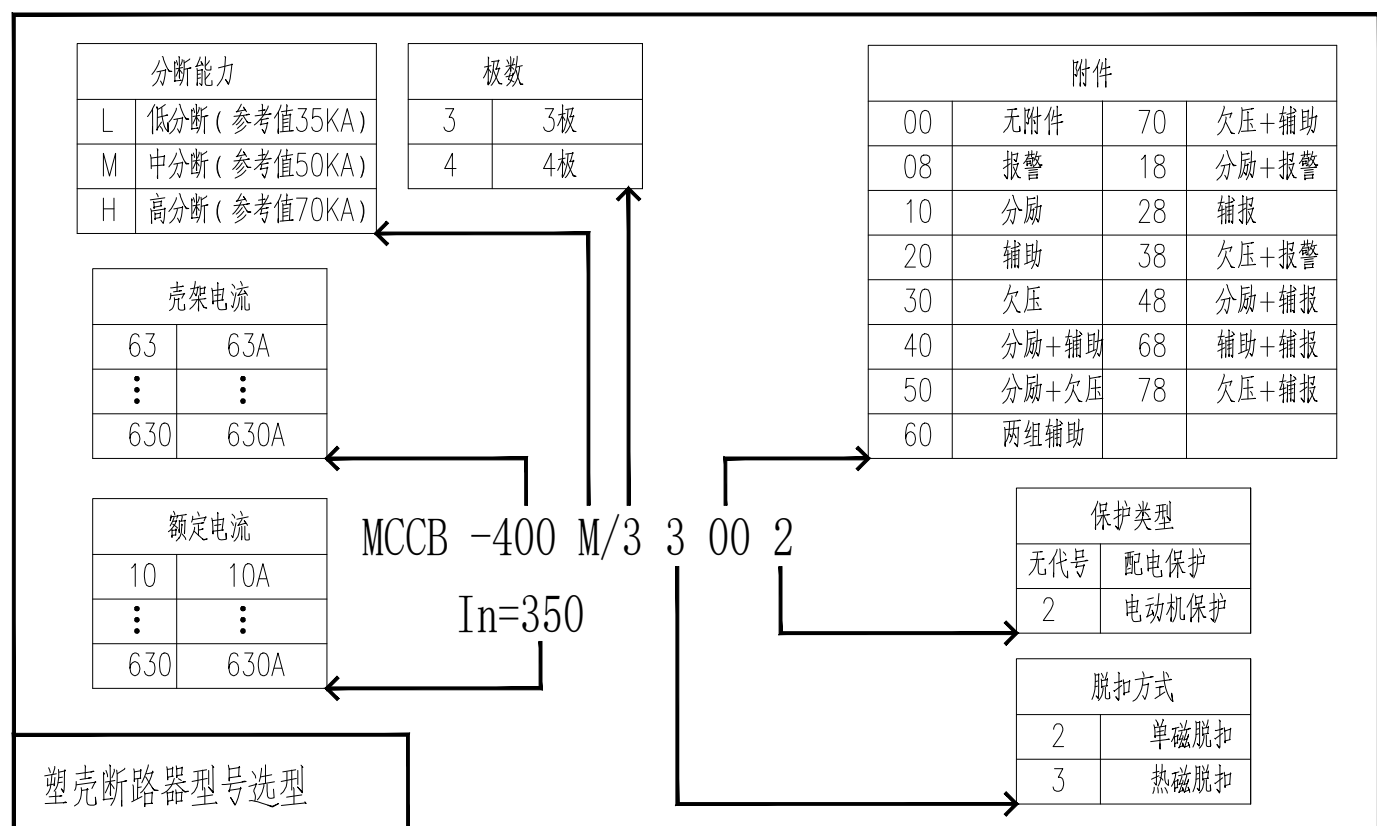 分断能力
L 低分断(参考值35KA)
M 中分断(参考值50KA)
H 高分断(参考值70KA)
极数
3 3极
4 4极
附件
00 无附件 70 欠压+辅助
08 报警 18 分励+报警
10 分励 28 辅报
20 辅助 38 欠压+报警
30 欠压 48 分励+辅报
40 分励+辅助 68 辅助+辅报
50 分励+欠压 78 欠压+辅报
60 两组辅助
壳架电流
63 63A
⋮ ⋮
630 630A
额定电流
10 10A
⋮ ⋮
630 630A
MCCB -400 M/3 3 00 2
In=350
保护类型
无代号 配电保护
2 电动机保护
脱扣方式
2 单磁脱扣
3 热磁脱扣
塑壳断路器型号选型